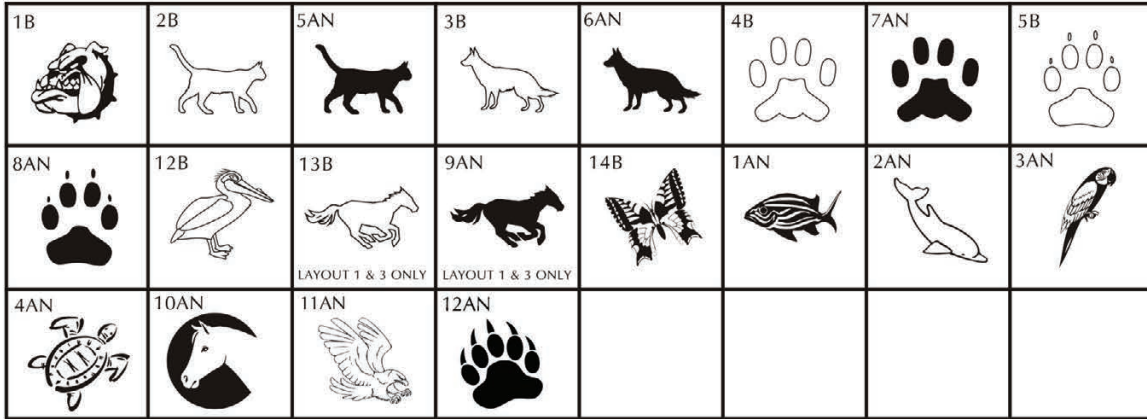 1B
2B
5AN
3B
6AN
4B
7AN
5B
8AN
12B
13B
LAYOUT 1 & 3 ONLY
9AN
LAYOUT 1 & 3 ONLY
14B
1AN
2AN
3AN
4AN
10AN
11AN
12AN